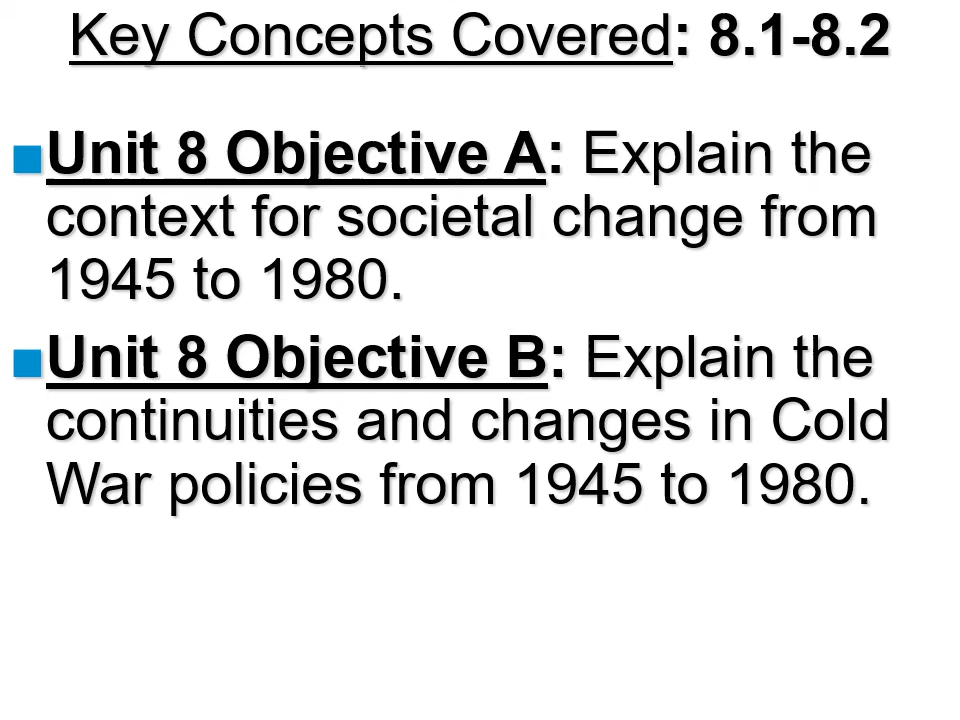 Key Concepts Covered: 8.1-8.2
■Unit 8 Objective A: Explain the
context for societal change from
1945 to 1980.
■Unit 8 Objective B: Explain the
continuities and changes in Cold
War policies from 1945 to 1980.